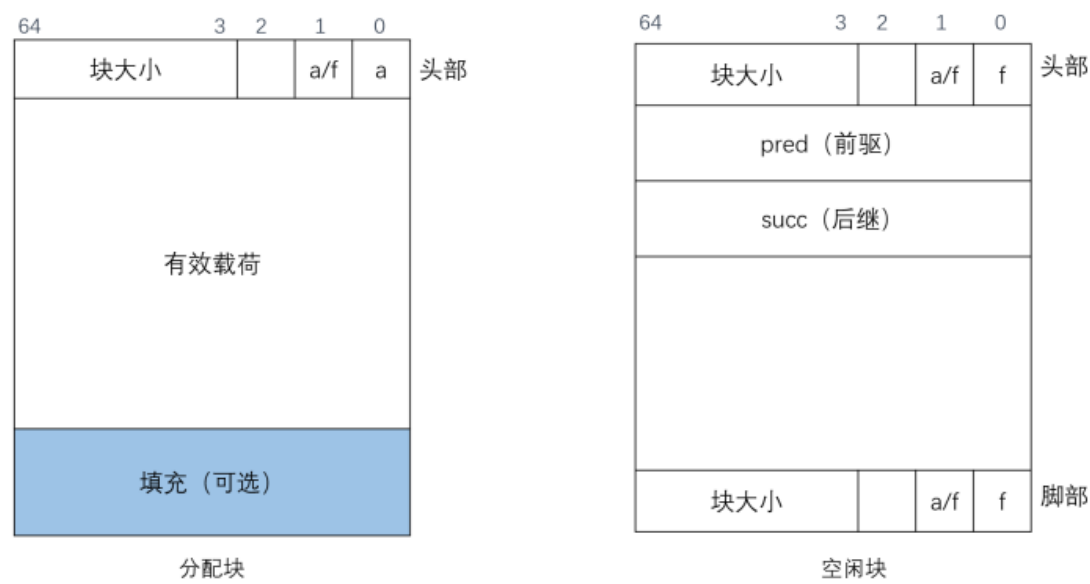 64 3 2 1 0
块大小 a/f a 头部
有效载荷
填充（可选）
分配块
64 3 2 1 0
块大小 a/f f 头部
pred（前驱）
succ（后继）
块大小 a/f f 脚部
空闲块